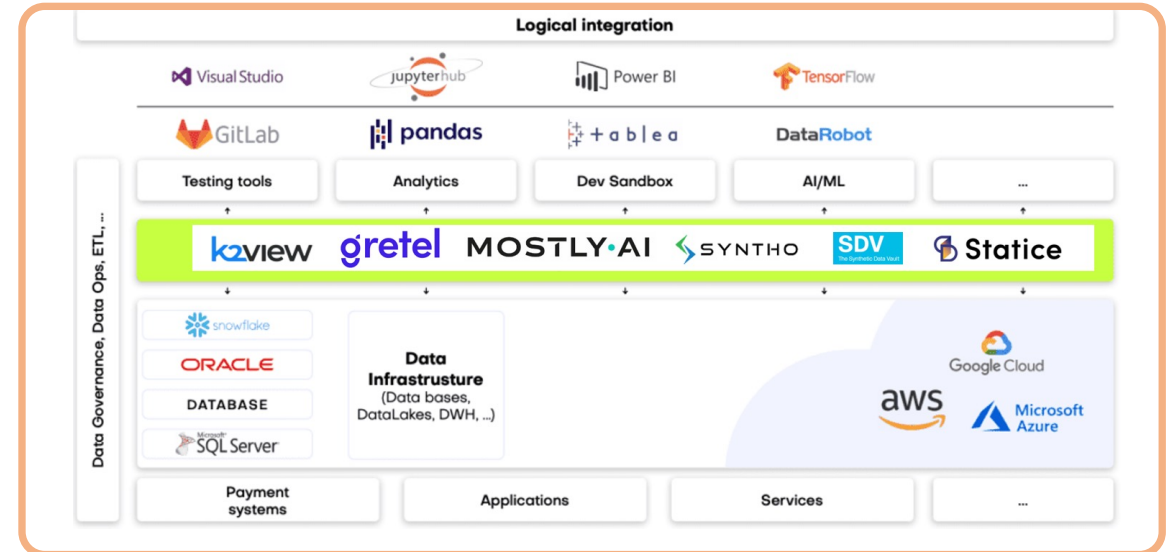 Logical integration
Visual Studio
jupyterhub
Power BI
TensorFlow
GitLab
pandas
+ a b l e a
DataRobot
Testing tools
Analytics
Dev Sandbox
AI/ML
...
Data Governance, Data Ops, ETL, ...
k2view
gretel
MOSTLY·AI
SYNTHO
SDV
The Synthetic Data Vault
Statice
snowflake
ORACLE
DATABASE
Microsoft
SQL Server
Data
Infrastrusture
(Data bases,
DataLakes, DWH, ...)
Google Cloud
aws
Microsoft
Azure
Payment
systems
Applications
Services
...